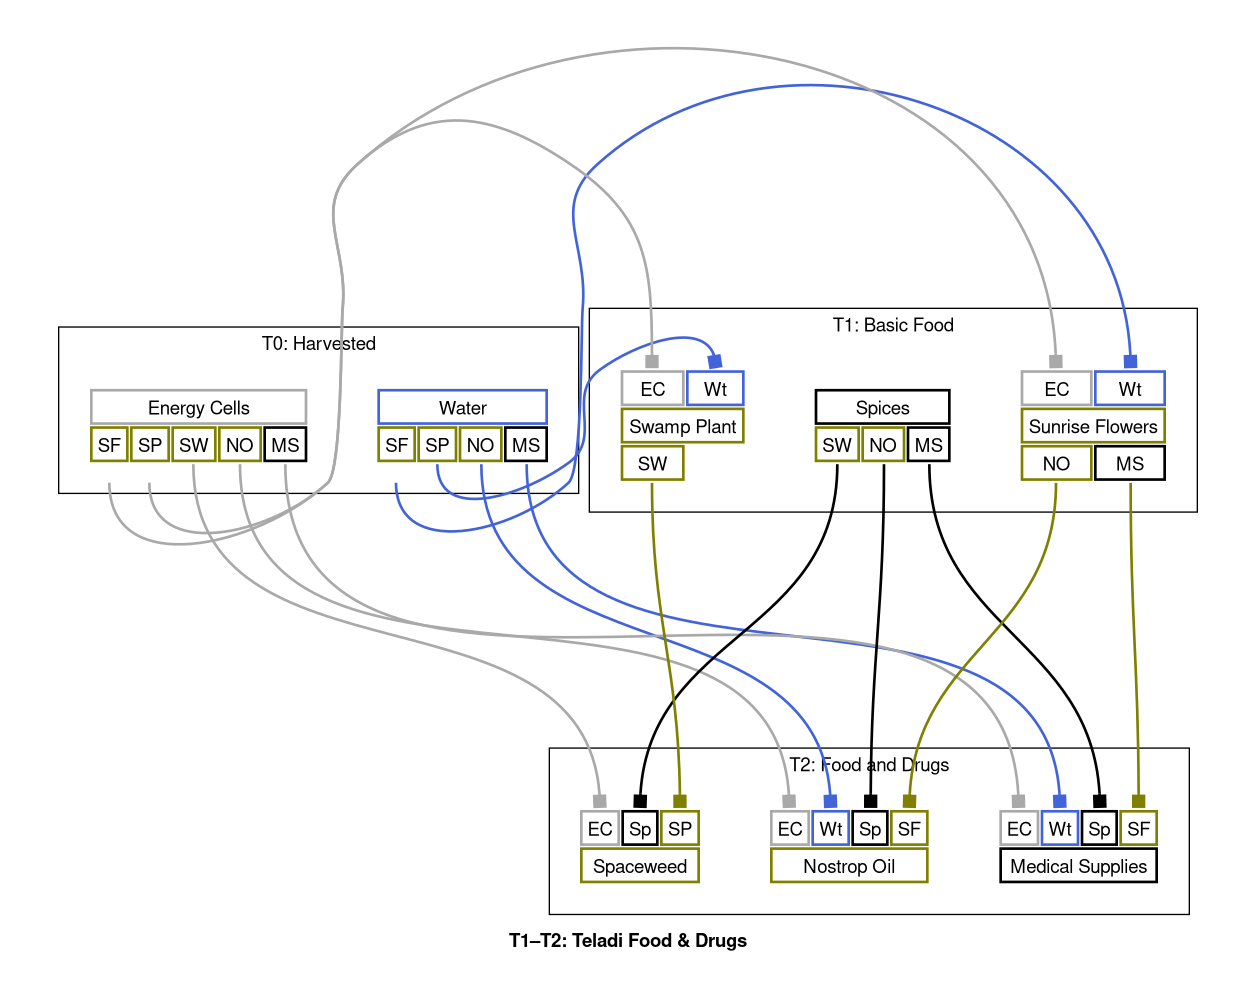 T0: Harvested
Energy Cells
SF SP SW NO MS
Water
SF SP NO MS
T1: Basic Food
EC Wt
Swamp Plant
SW
Spices
SW NO MS
EC Wt
Sunrise Flowers
NO MS
T2: Food and Drugs
EC Sp SP
Spaceweed
EC Wt Sp SF
Nostrop Oil
EC Wt Sp SF
Medical Supplies
T1–T2: Teladi Food & Drugs